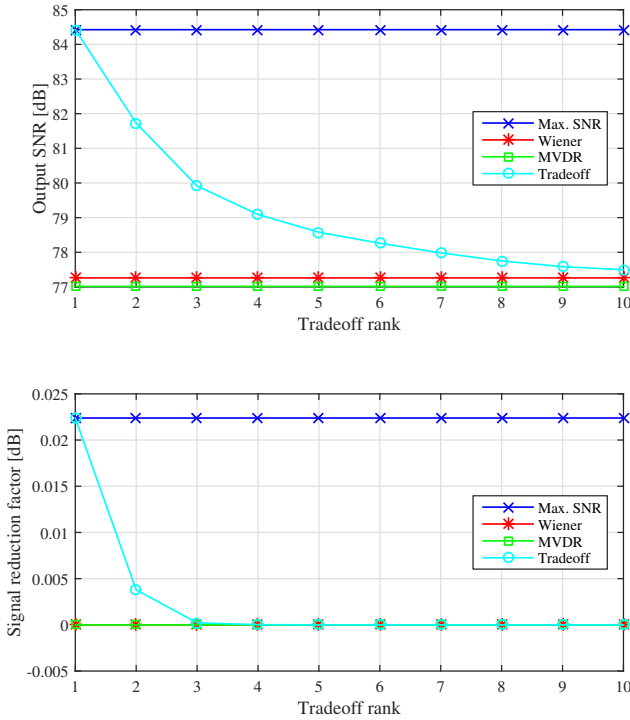 85
84
83
82
81
80
79
78
77
Output SNR [dB]
Max. SNR
Wiener
MVDR
Tradeoff
1 2 3 4 5 6 7 8 9 10
Tradeoff rank
0.025
0.02
0.015
0.01
0.005
0
-0.005
Signal reduction factor [dB]
Max. SNR
Wiener
MVDR
Tradeoff
1 2 3 4 5 6 7 8 9 10
Tradeoff rank